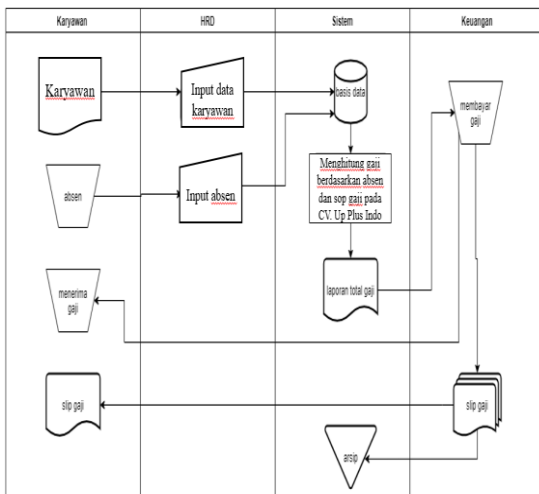 Karyawan
HRD
Sistem
Keuangan
Karyawan
Input data
karyawan
basis data
membayar
gaji
absen
Input absen
Menghitung gaji
berdasarkan absen
dan sop gaji pada
CV. Up Plus Indo
menerima
gaji
laporan total gaji
slip gaji
slip gaji
arsip